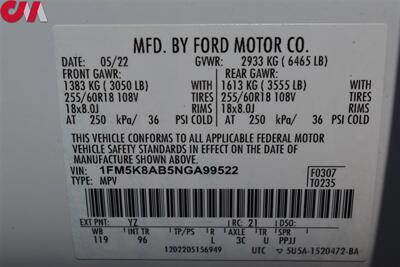 CM
MFD. BY FORD MOTOR CO.
DATE: 05/22 GVWR: 2933 KG ( 6465 LB)
FRONT GAWR: REAR GAWR:
1383 KG ( 3050 LB) WITH 1613 KG ( 3555 LB) WITH
255/60R18 108V TIRES 255/60R18 108V TIRES
18x8.0J RIMS 18x8.0J RIMS
AT 250 kPa/ 36 PSI COLD AT 250 kPa/ 36 PSI COLD
THIS VEHICLE CONFORMS TO ALL APPLICABLE FEDERAL MOTOR
VEHICLE SAFETY STANDARDS IN EFFECT ON THE DATE OF
MANUFACTURE SHOWN ABOVE.
VIN: 1FM5K8AB5NGA99522 F0307
TYPE: MPV T0235
EXT PNT: YZ RC: 21 DSO:
WB INT TR TP/PS R AXLE TR SPR
119 96 L 3C U PPJJ
1202205156949 UTC 5U5A-1520472-BA